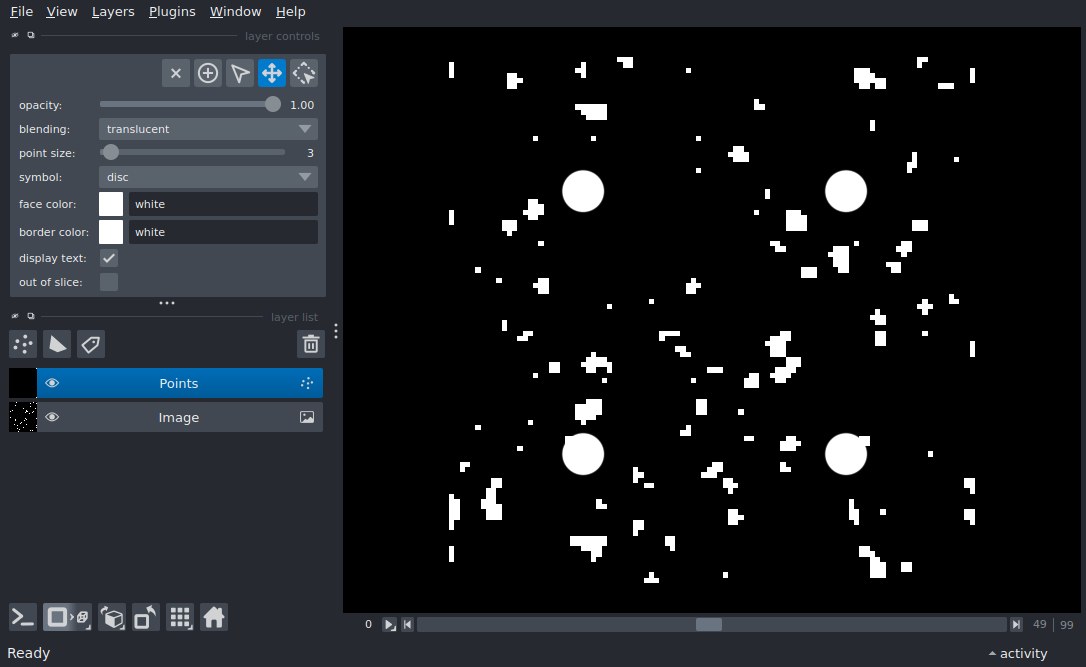 File View Layers Plugins Window Help
layer controls
opacity: 1.00
blending: translucent
point size: 3
symbol: disc
face color: white
border color: white
display text:
out of slice:
layer list
Points
Image
0 49 99
Ready activity